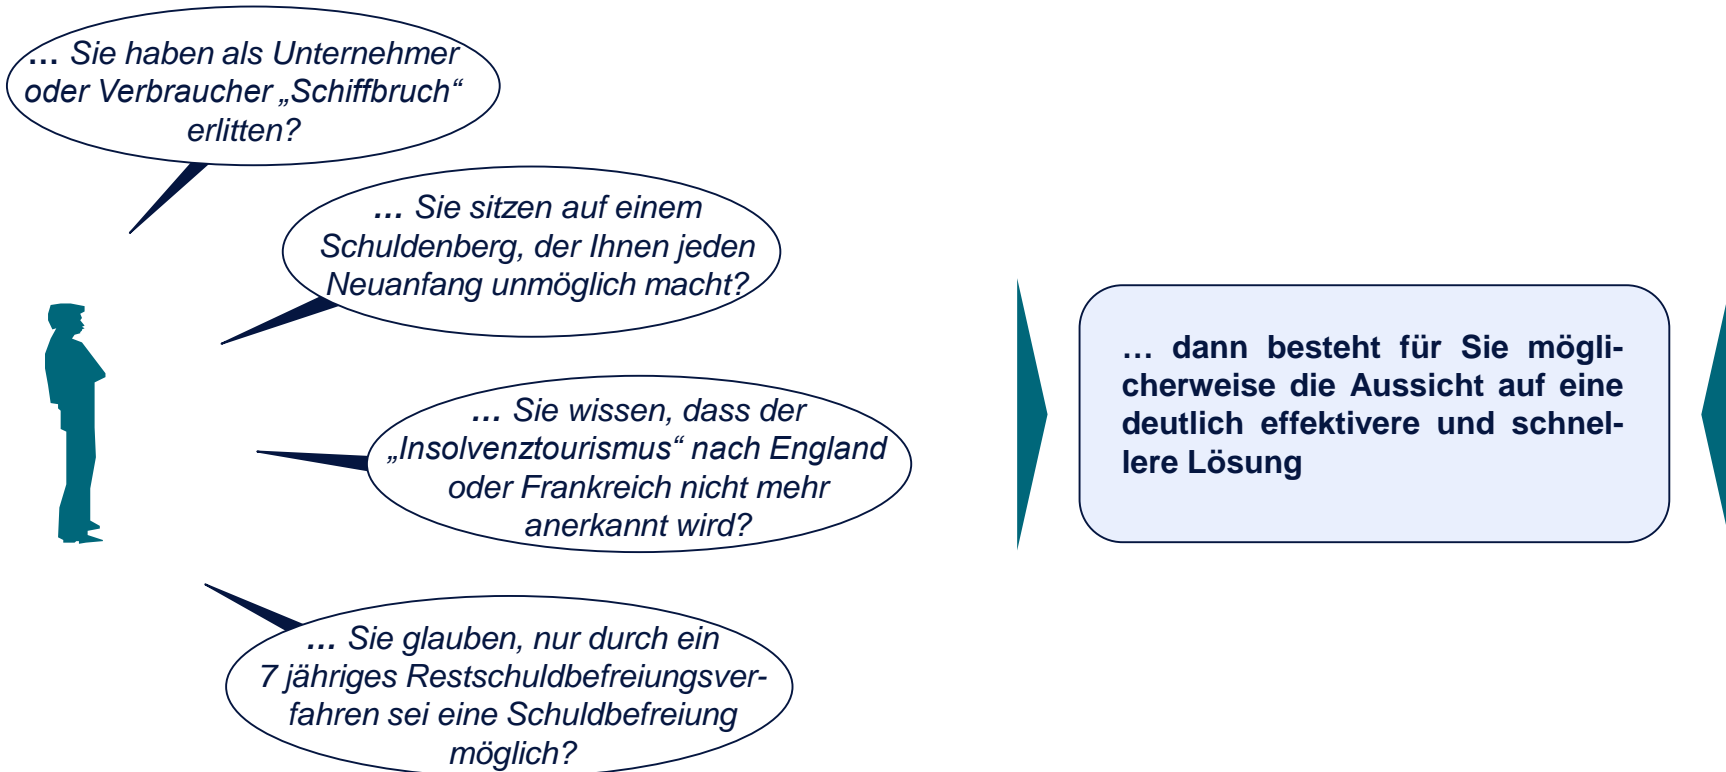 … Sie haben als Unternehmer
oder Verbraucher „Schiffbruch“
erlitten?
… Sie sitzen auf einem
Schuldenberg, der Ihnen jeden
Neuanfang unmöglich macht?
… Sie wissen, dass der
„Insolvenztourismus“ nach England
oder Frankreich nicht mehr
anerkannt wird?
… Sie glauben, nur durch ein
7 jähriges Restschuldbefreiungsver-
fahren sei eine Schuldbefreiung
möglich?
… dann besteht für Sie mögli-
cherweise die Aussicht auf eine
deutlich effektivere und schnel-
lere Lösung